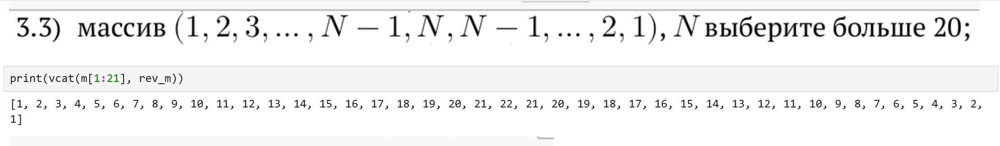 3.3) массив (1, 2, 3, ... , N − 1, N, N − 1, ... , 2, 1), N выберите больше 20;
print(vcat(m[1:21], rev_m))
[1, 2, 3, 4, 5, 6, 7, 8, 9, 10, 11, 12, 13, 14, 15, 16, 17, 18, 19, 20, 21, 22, 21, 20, 19, 18, 17, 16, 15, 14, 13, 12, 11, 10, 9, 8, 7, 6, 5, 4, 3, 2,
1]